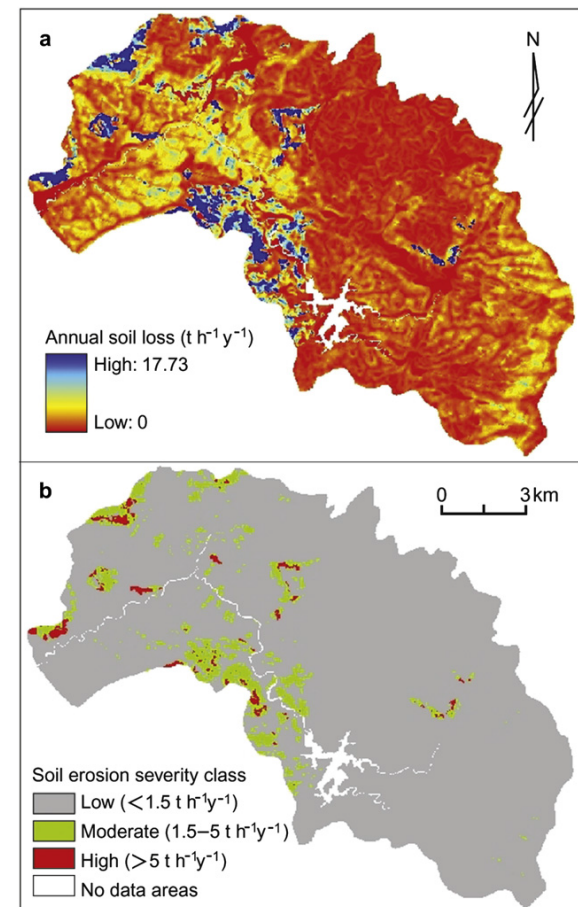 a
N
Annual soil loss (t h⁻¹ y⁻¹)
High: 17.73
Low: 0
b
0 3 km
Soil erosion severity class
Low (<1.5 t h⁻¹y⁻¹)
Moderate (1.5–5 t h⁻¹y⁻¹)
High (>5 t h⁻¹y⁻¹)
No data areas